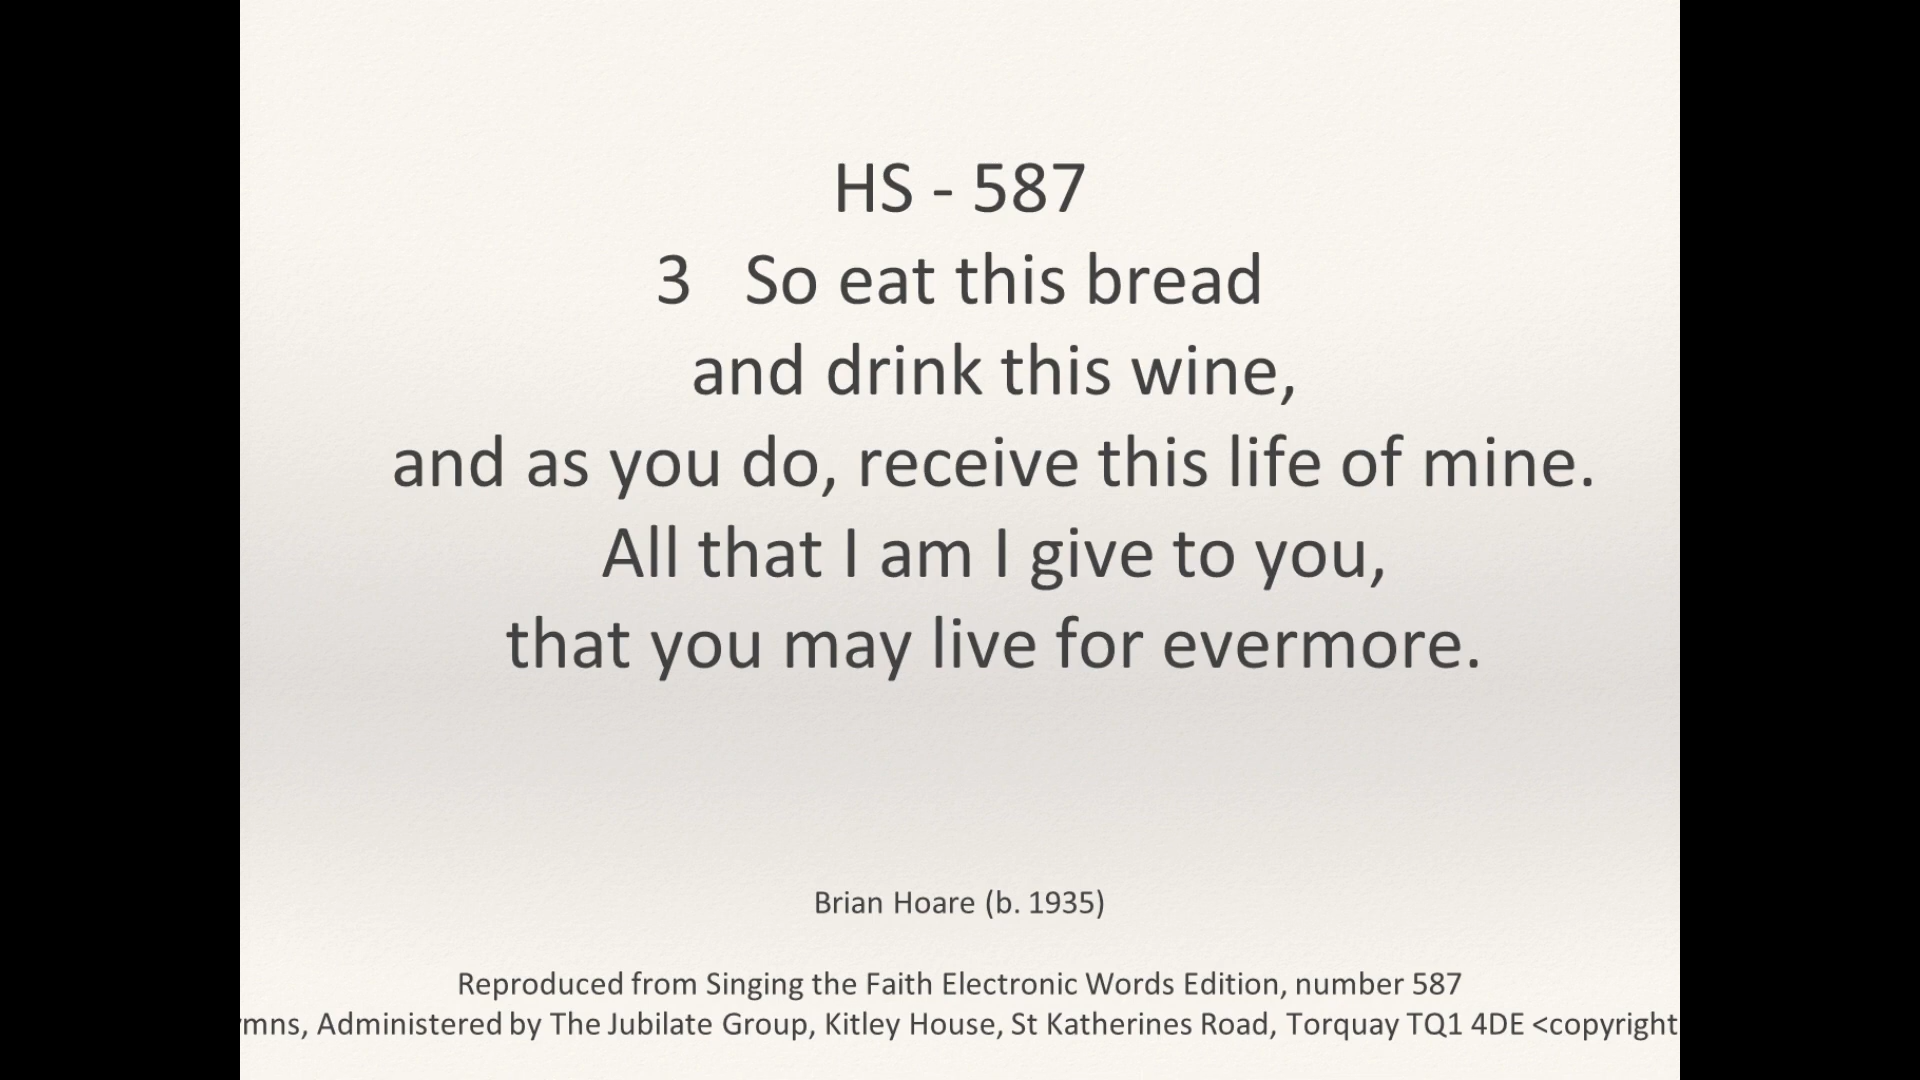 HS - 587
3 So eat this bread
and drink this wine,
and as you do, receive this life of mine.
All that I am I give to you,
that you may live for evermore.
Brian Hoare (b. 1935)
Reproduced from Singing the Faith Electronic Words Edition, number 587
mns, Administered by The Jubilate Group, Kitley House, St Katherines Road, Torquay TQ1 4DE <copyright